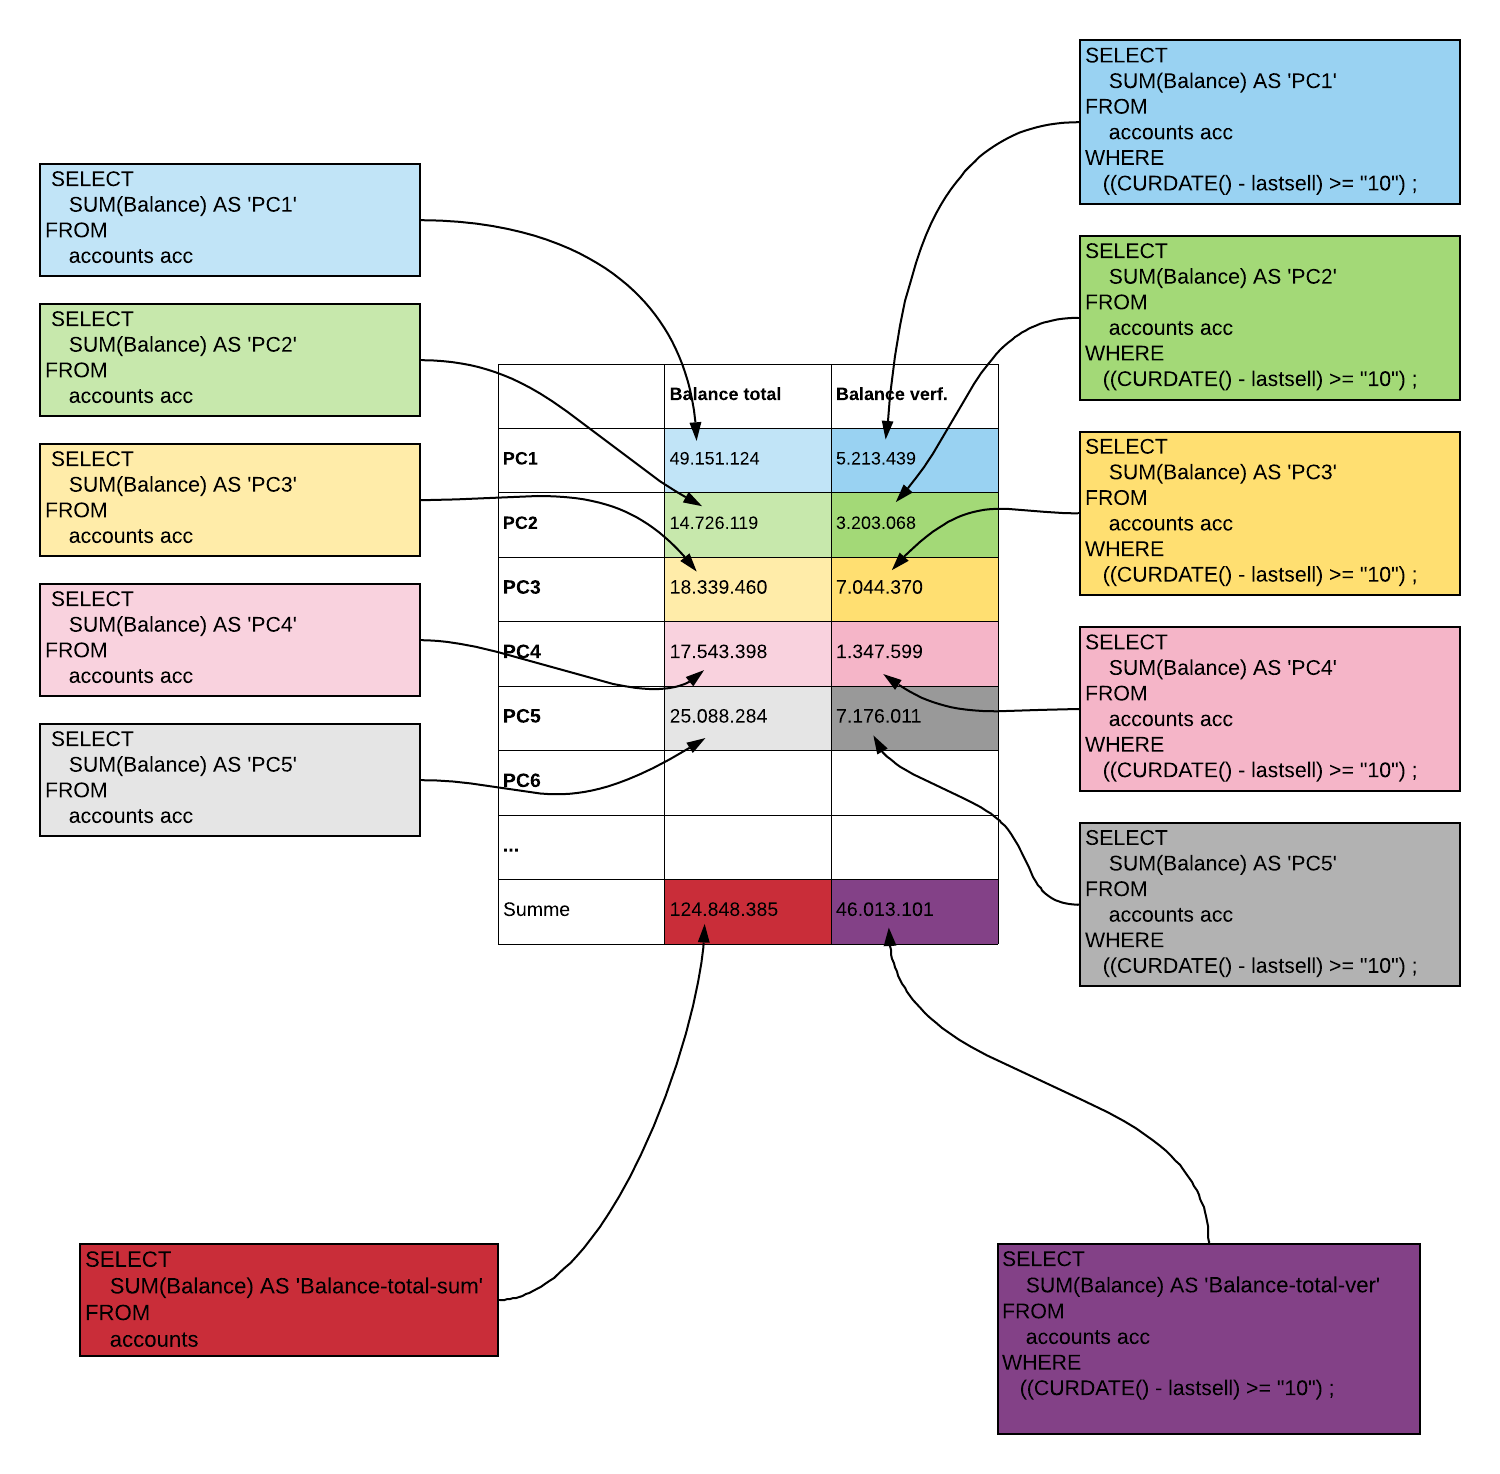 SELECT
SUM(Balance) AS 'PC1'
FROM
accounts acc
SELECT
SUM(Balance) AS 'PC2'
FROM
accounts acc
SELECT
SUM(Balance) AS 'PC3'
FROM
accounts acc
SELECT
SUM(Balance) AS 'PC4'
FROM
accounts acc
SELECT
SUM(Balance) AS 'PC5'
FROM
accounts acc
Balance total Balance verf.
PC1 49.151.124 5.213.439
PC2 14.726.119 3.203.068
PC3 18.339.460 7.044.370
PC4 17.543.398 1.347.599
PC5 25.088.284 7.176.011
PC6
...
Summe 124.848.385 46.013.101
SELECT
SUM(Balance) AS 'PC1'
FROM
accounts acc
WHERE
((CURDATE() - lastsell) >= "10") ;
SELECT
SUM(Balance) AS 'PC2'
FROM
accounts acc
WHERE
((CURDATE() - lastsell) >= "10") ;
SELECT
SUM(Balance) AS 'PC3'
FROM
accounts acc
WHERE
((CURDATE() - lastsell) >= "10") ;
SELECT
SUM(Balance) AS 'PC4'
FROM
accounts acc
WHERE
((CURDATE() - lastsell) >= "10") ;
SELECT
SUM(Balance) AS 'PC5'
FROM
accounts acc
WHERE
((CURDATE() - lastsell) >= "10") ;
SELECT
SUM(Balance) AS 'Balance-total-sum'
FROM
accounts
SELECT
SUM(Balance) AS 'Balance-total-ver'
FROM
accounts acc
WHERE
((CURDATE() - lastsell) >= "10") ;